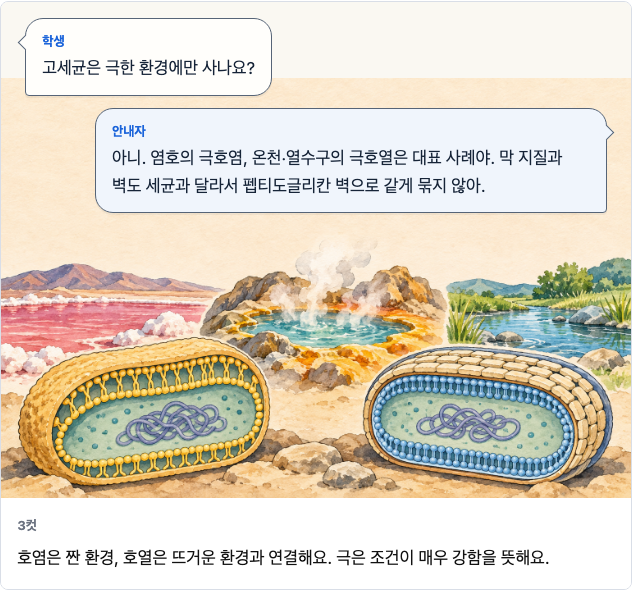 학생
고세균은 극한 환경에만 사나요?
안내자
아니. 염호의 극호염, 온천·열수구의 극호열은 대표 사례야. 막 지질과
벽도 세균과 달라서 펩티도글리칸 벽으로 같게 묶지 않아.
3컷
호염은 짠 환경, 호열은 뜨거운 환경과 연결해요. 극은 조건이 매우 강함을 뜻해요.